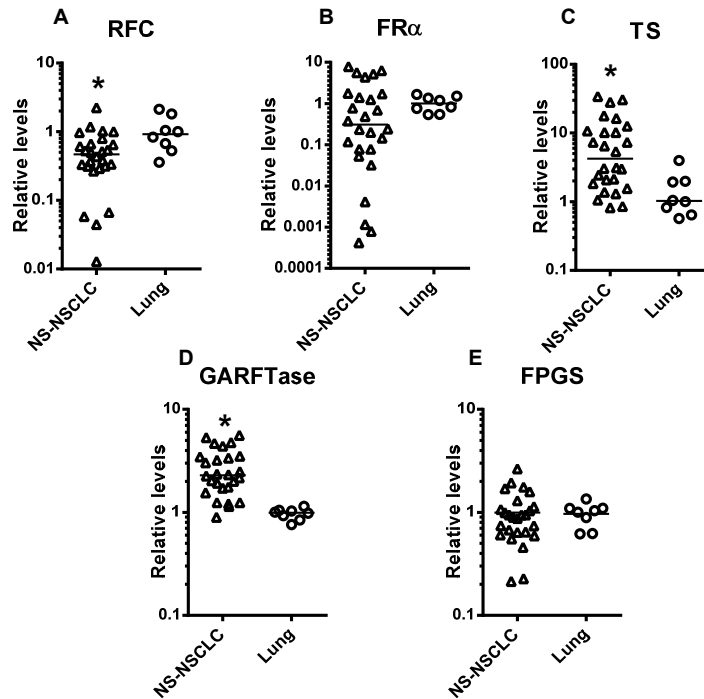 A
RFC
Relative levels
10
1
0.1
0.01
*
NS-NSCLC
Lung
B
FRα
Relative levels
10
1
0.1
0.01
0.001
0.0001
NS-NSCLC
Lung
C
TS
Relative levels
100
10
1
0.1
*
NS-NSCLC
Lung
D
GARFTase
Relative levels
10
1
0.1
*
NS-NSCLC
Lung
E
FPGS
Relative levels
10
1
0.1
NS-NSCLC
Lung